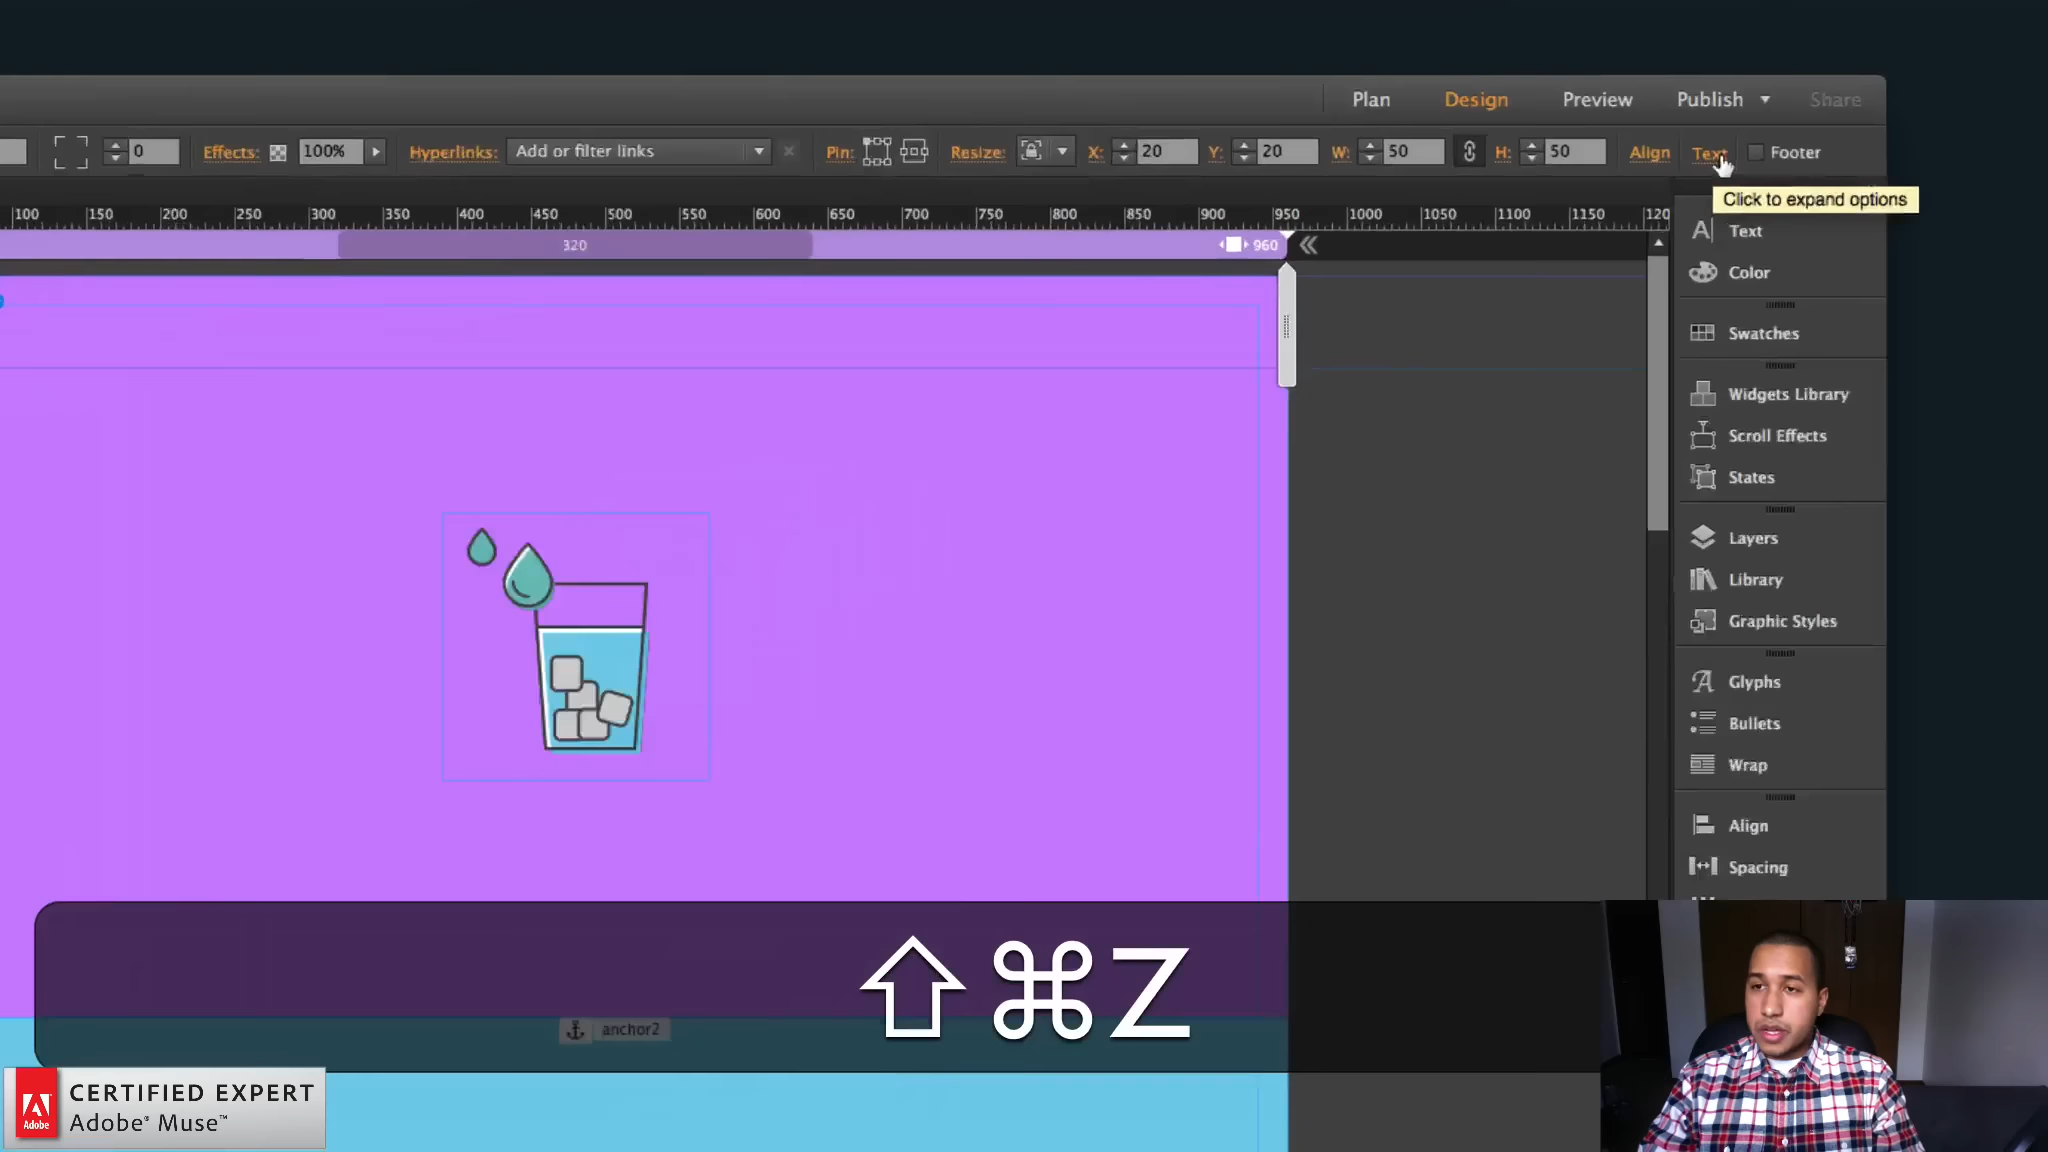 Plan Design Preview Publish Share
0 Effects: 100% Hyperlinks: Add or filter links Pin: Resize: X: 20 Y: 20 W: 50 H: 50 Align Text Footer
Click to expand options
100 150 200 250 300 350 400 450 500 550 600 650 700 750 800 850 900 950 1000 1050 1100 1150 120
320 960
Text
Color
Swatches
Widgets Library
Scroll Effects
States
Layers
Library
Graphic Styles
Glyphs
Bullets
Wrap
Align
Spacing
⇧⌘Z
anchor2
Adobe
CERTIFIED EXPERT
Adobe® Muse™